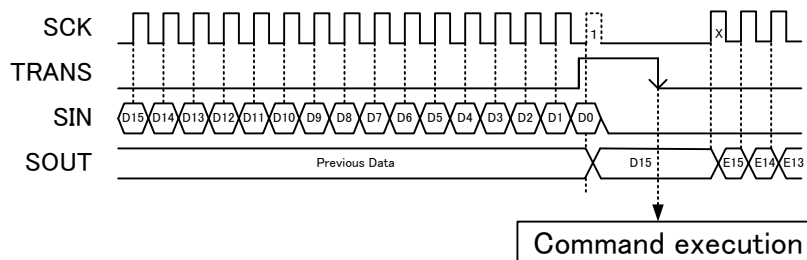 SCK 1 X
TRANS
SIN D15 D14 D13 D12 D11 D10 D9 D8 D7 D6 D5 D4 D3 D2 D1 D0
SOUT Previous Data D15 E15 E14 E13
Command execution